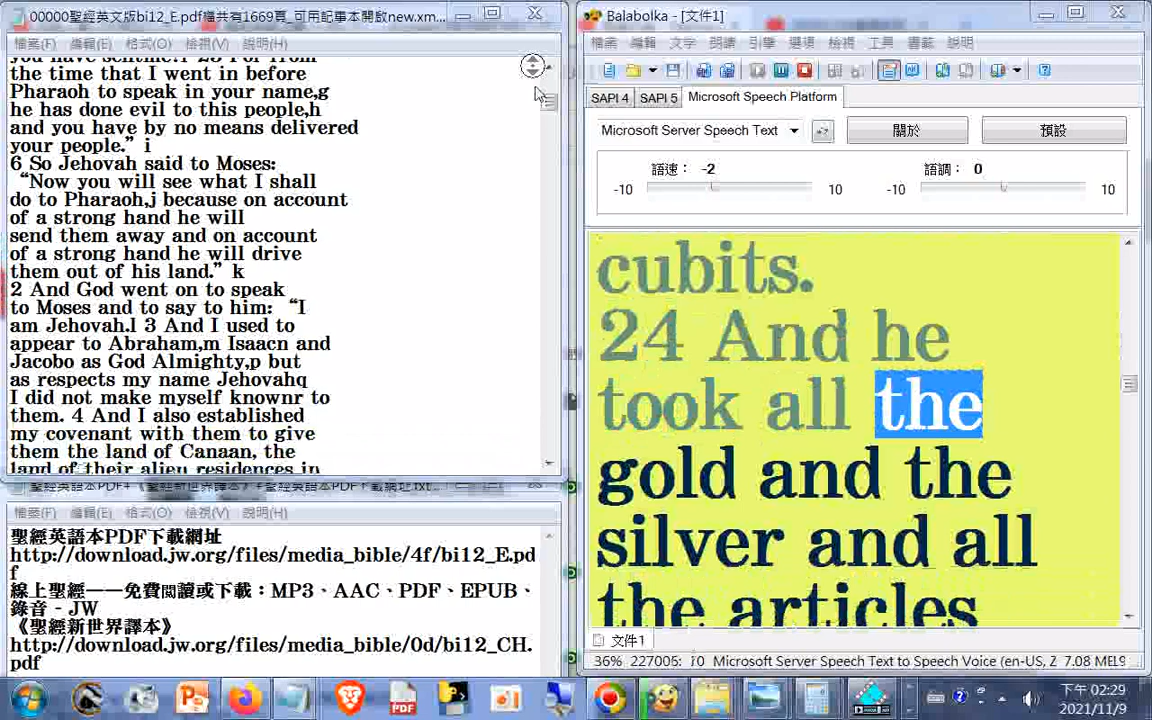 00000聖經英文版bi12_E.pdf檔共有1669頁_可用記事本開啟new.xm...
檔案(F) 編輯(E) 格式(O) 檢視(V) 說明(H)
the time that I went in before
Pharaoh to speak in your name,g
he has done evil to this people,h
and you have by no means delivered
your people.” i
6 So Jehovah said to Moses:
“Now you will see what I shall
do to Pharaoh,j because on account
of a strong hand he will
send them away and on account
of a strong hand he will drive
them out of his land.” k
2 And God went on to speak
to Moses and to say to him: “I
am Jehovah.l 3 And I used to
appear to Abraham,m Isaacn and
Jacobo as God Almighty,p but
as respects my name Jehovahq
I did not make myself knownr to
them. 4 And I also established
my covenant with them to give
them the land of Canaan, the
land of their alien residences in
檔案(F) 編輯(E) 格式(O) 檢視(V) 說明(H)
聖經英語本PDF下載網址
http://download.jw.org/files/media_bible/4f/bi12_E.pd
f
線上聖經——免費閱讀或下載：MP3、AAC、PDF、EPUB、
錄音 - JW
《聖經新世界譯本》
http://download.jw.org/files/media_bible/0d/bi12_CH.
pdf
Balabolka - [文件1]
檔案 編輯 文字 朗讀 引擎 選項 檢視 工具 書籤 說明
SAPI 4 SAPI 5 Microsoft Speech Platform
Microsoft Server Speech Text 關於 預設
語速： -2 語調： 0
-10 10 -10 10
cubits.
24 And he
took all the
gold and the
silver and all
the articles
文件1
36% 227005: 10 Microsoft Server Speech Text to Speech Voice (en-US, Z 7.08 MEL9
PDF
下午 02:29
2021/11/9